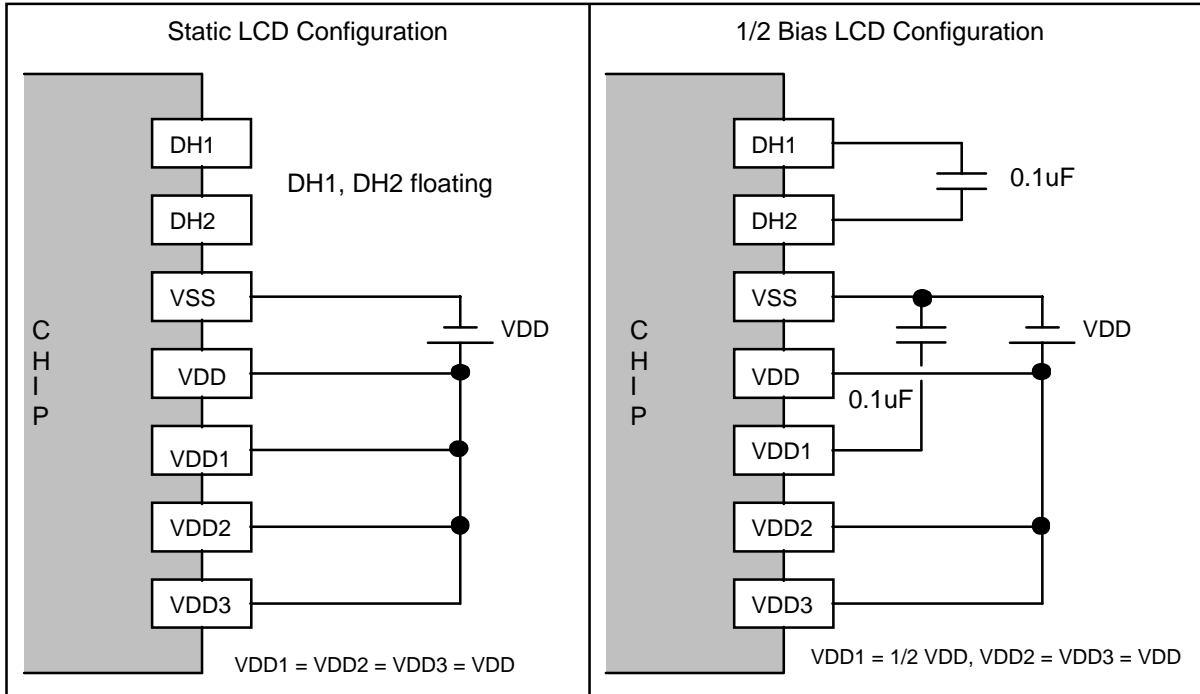 Static LCD Configuration
CHIP
DH1
DH2
DH1, DH2 floating
VSS
VDD
VDD
VDD1
VDD2
VDD3
VDD1 = VDD2 = VDD3 = VDD
1/2 Bias LCD Configuration
CHIP
DH1
DH2
0.1uF
VSS
VDD
VDD
0.1uF
VDD1
VDD2
VDD3
VDD1 = 1/2 VDD, VDD2 = VDD3 = VDD